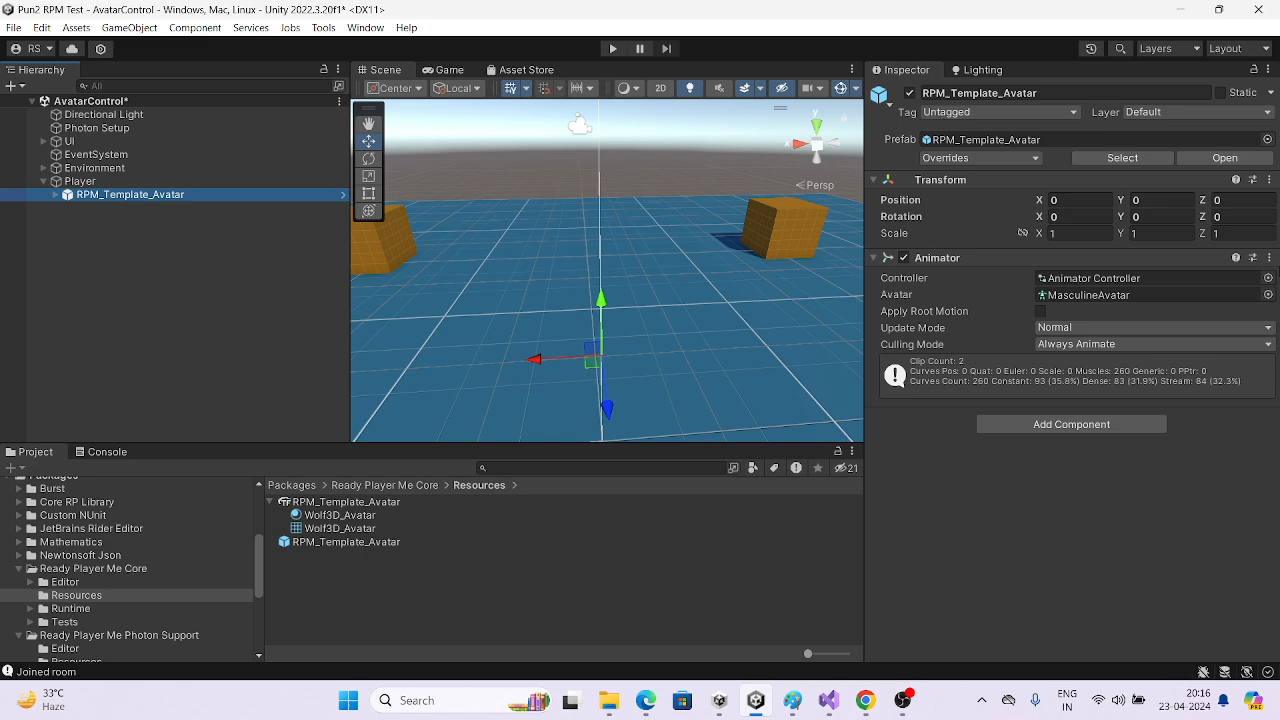 Pun2 RPM Test - AvatarControl - Windows, Mac, Linux - Unity 2022.3.20f1* <DX11>
File Edit Assets GameObject Component Services Jobs Tools Window Help
RS Layers Layout
Hierarchy
All
AvatarControl*
Directional Light
Photon Setup
UI
EventSystem
Environment
Player
RPM_Template_Avatar
Scene Game Asset Store
Center Local 2D
y
x
Persp
Inspector Lighting
RPM_Template_Avatar Static
Tag Untagged Layer Default
Prefab RPM_Template_Avatar
Overrides Select Open
Transform
Position X 0 Y 0 Z 0
Rotation X 0 Y 0 Z 0
Scale X 1 Y 1 Z 1
Animator
Controller Animator Controller
Avatar MasculineAvatar
Apply Root Motion
Update Mode Normal
Culling Mode Always Animate
Clip Count: 2
Curves Pos: 0 Quat: 0 Euler: 0 Scale: 0 Muscles: 260 Generic: 0 PPtr: 0
Curves Count: 260 Constant: 93 (35.8%) Dense: 83 (31.9%) Stream: 84 (32.3%)
Add Component
Project Console
21
Packages
Burst
Core RP Library
Custom NUnit
JetBrains Rider Editor
Mathematics
Newtonsoft Json
Ready Player Me Core
Editor
Resources
Runtime
Tests
Ready Player Me Photon Support
Editor
Resources
Packages > Ready Player Me Core > Resources >
RPM_Template_Avatar
Wolf3D_Avatar
Wolf3D_Avatar
RPM_Template_Avatar
Joined room
33°C
Haze
Search
ENG
IN
20:16